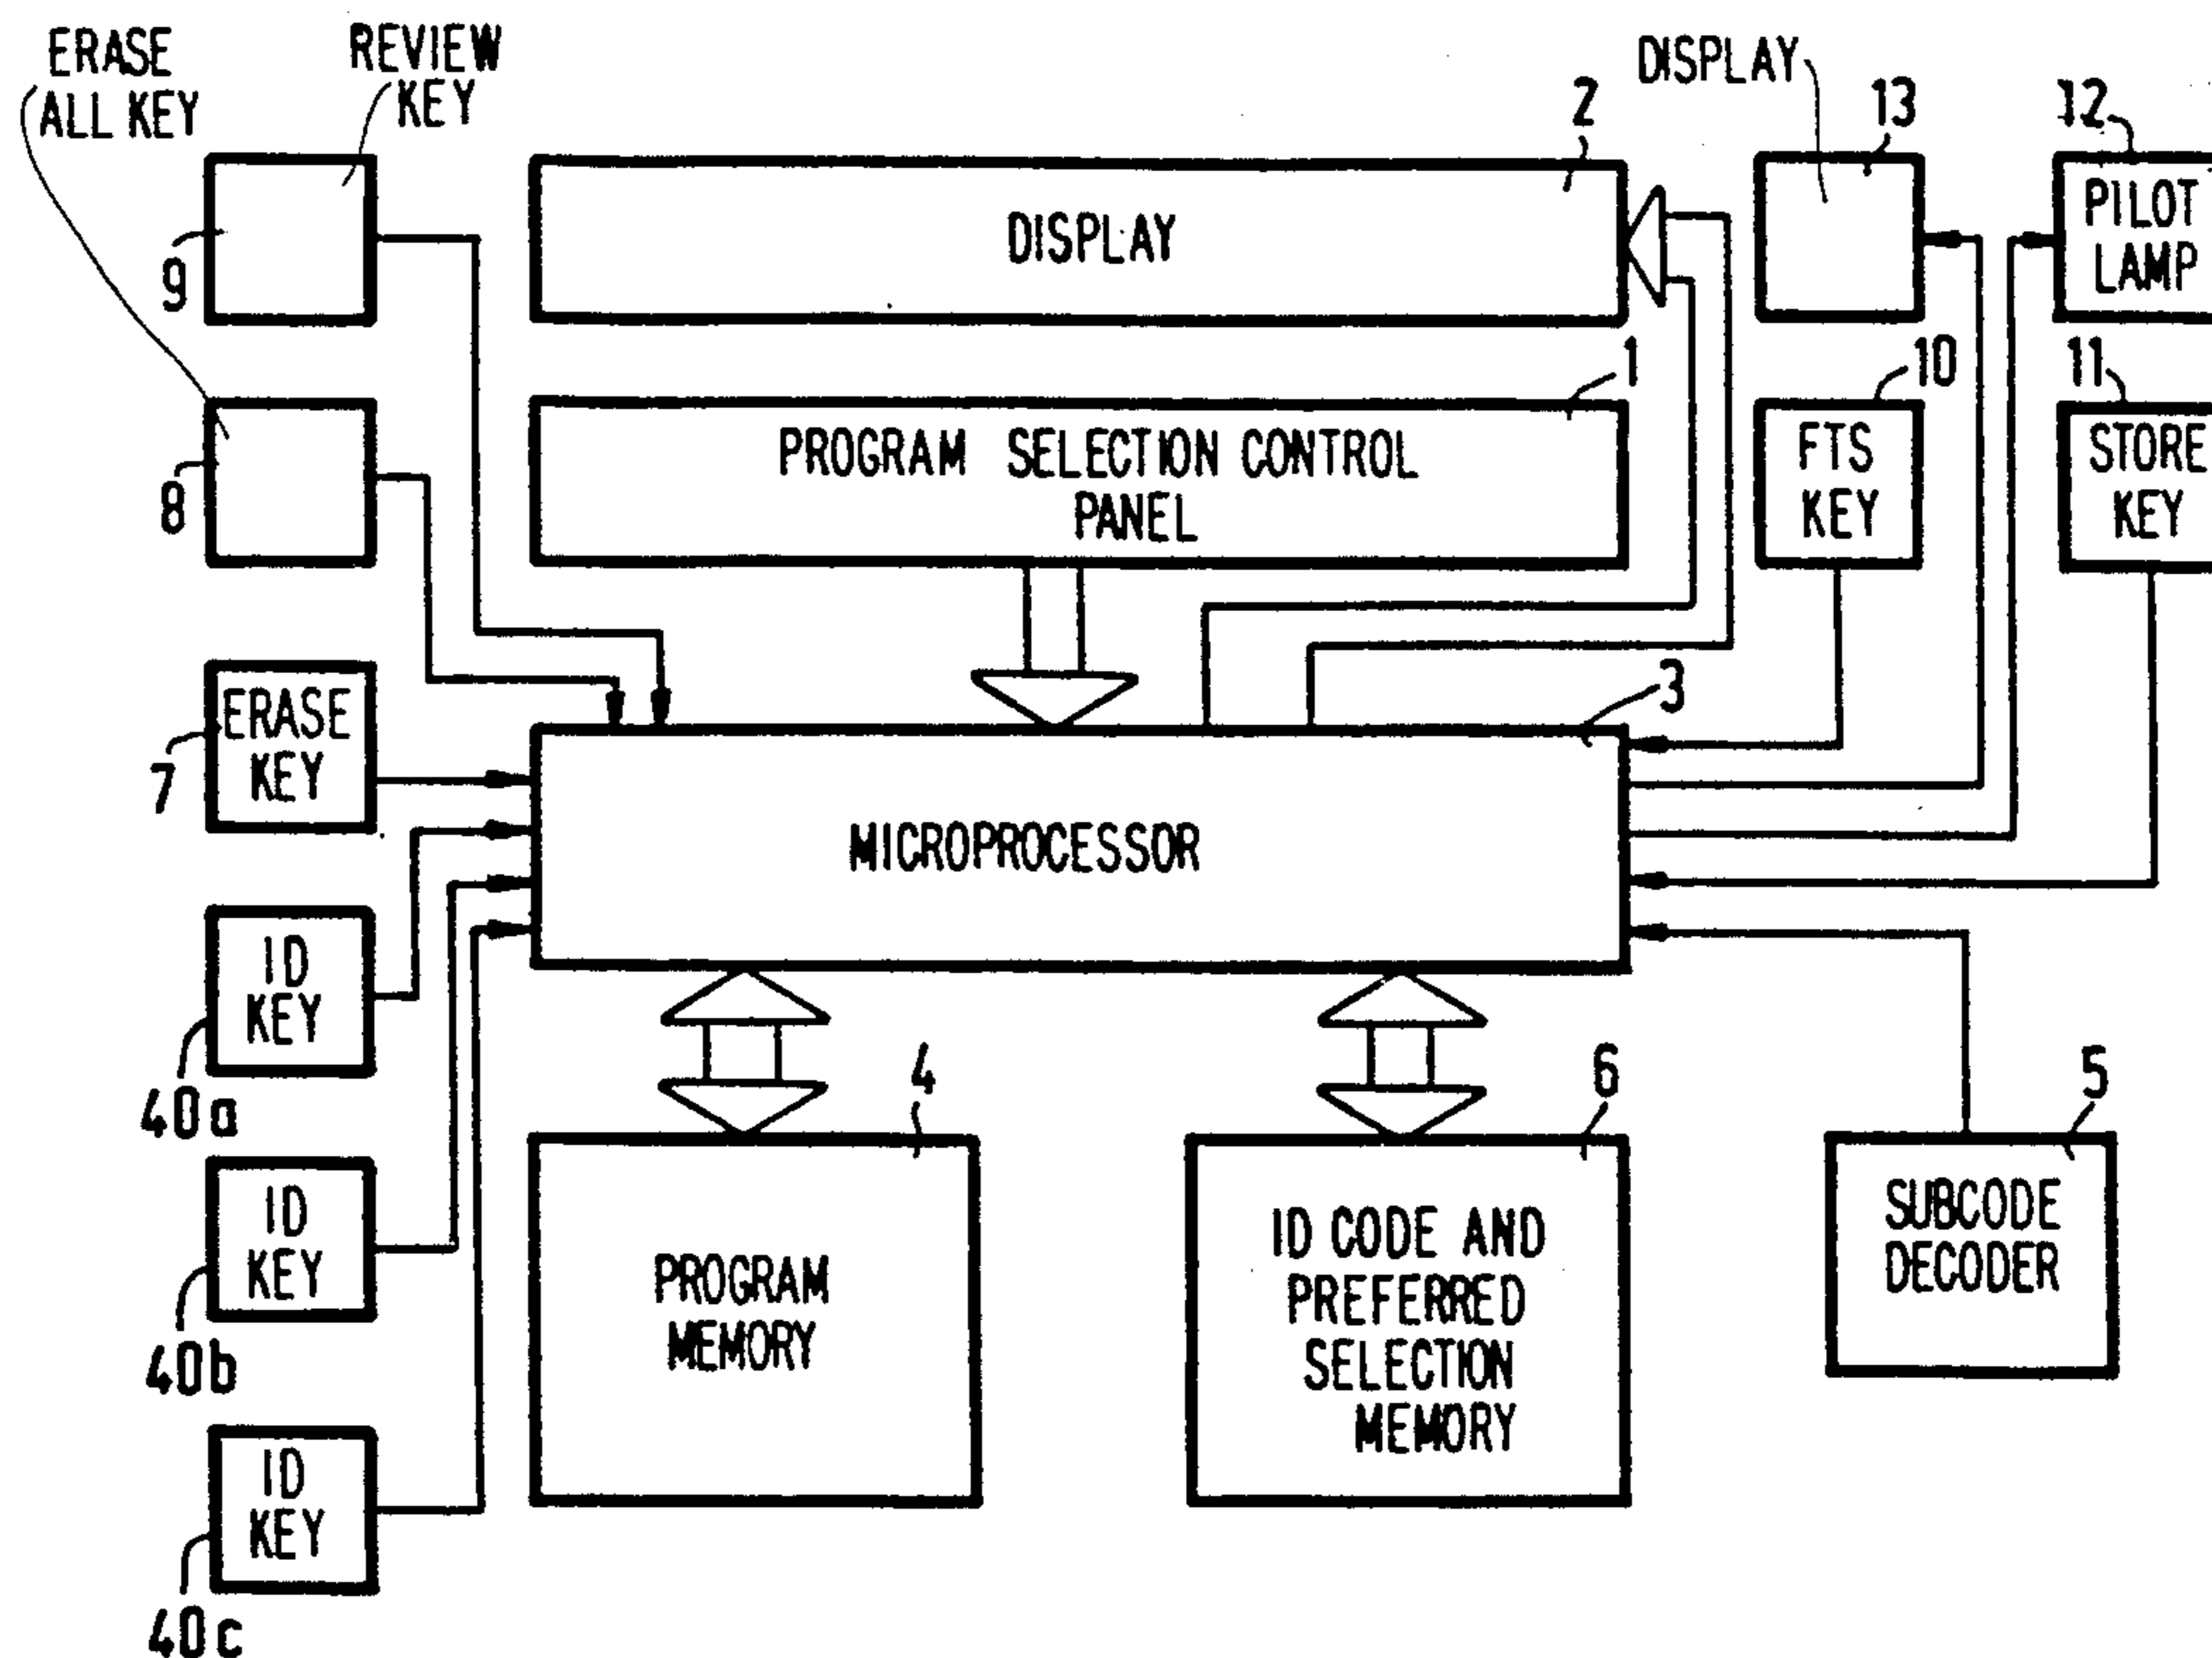 ERASE
ALL KEY
REVIEW
KEY
2
DISPLAY
13
12
9
DISPLAY
PILOT
LAMP
8
1
PROGRAM SELECTION CONTROL
PANEL
10
FTS
KEY
11
STORE
KEY
7
ERASE
KEY
3
MICROPROCESSOR
ID
KEY
40a
ID
KEY
40b
ID
KEY
40c
4
PROGRAM
MEMORY
6
ID CODE AND
PREFERRED
SELECTION
MEMORY
5
SUBCODE
DECODER